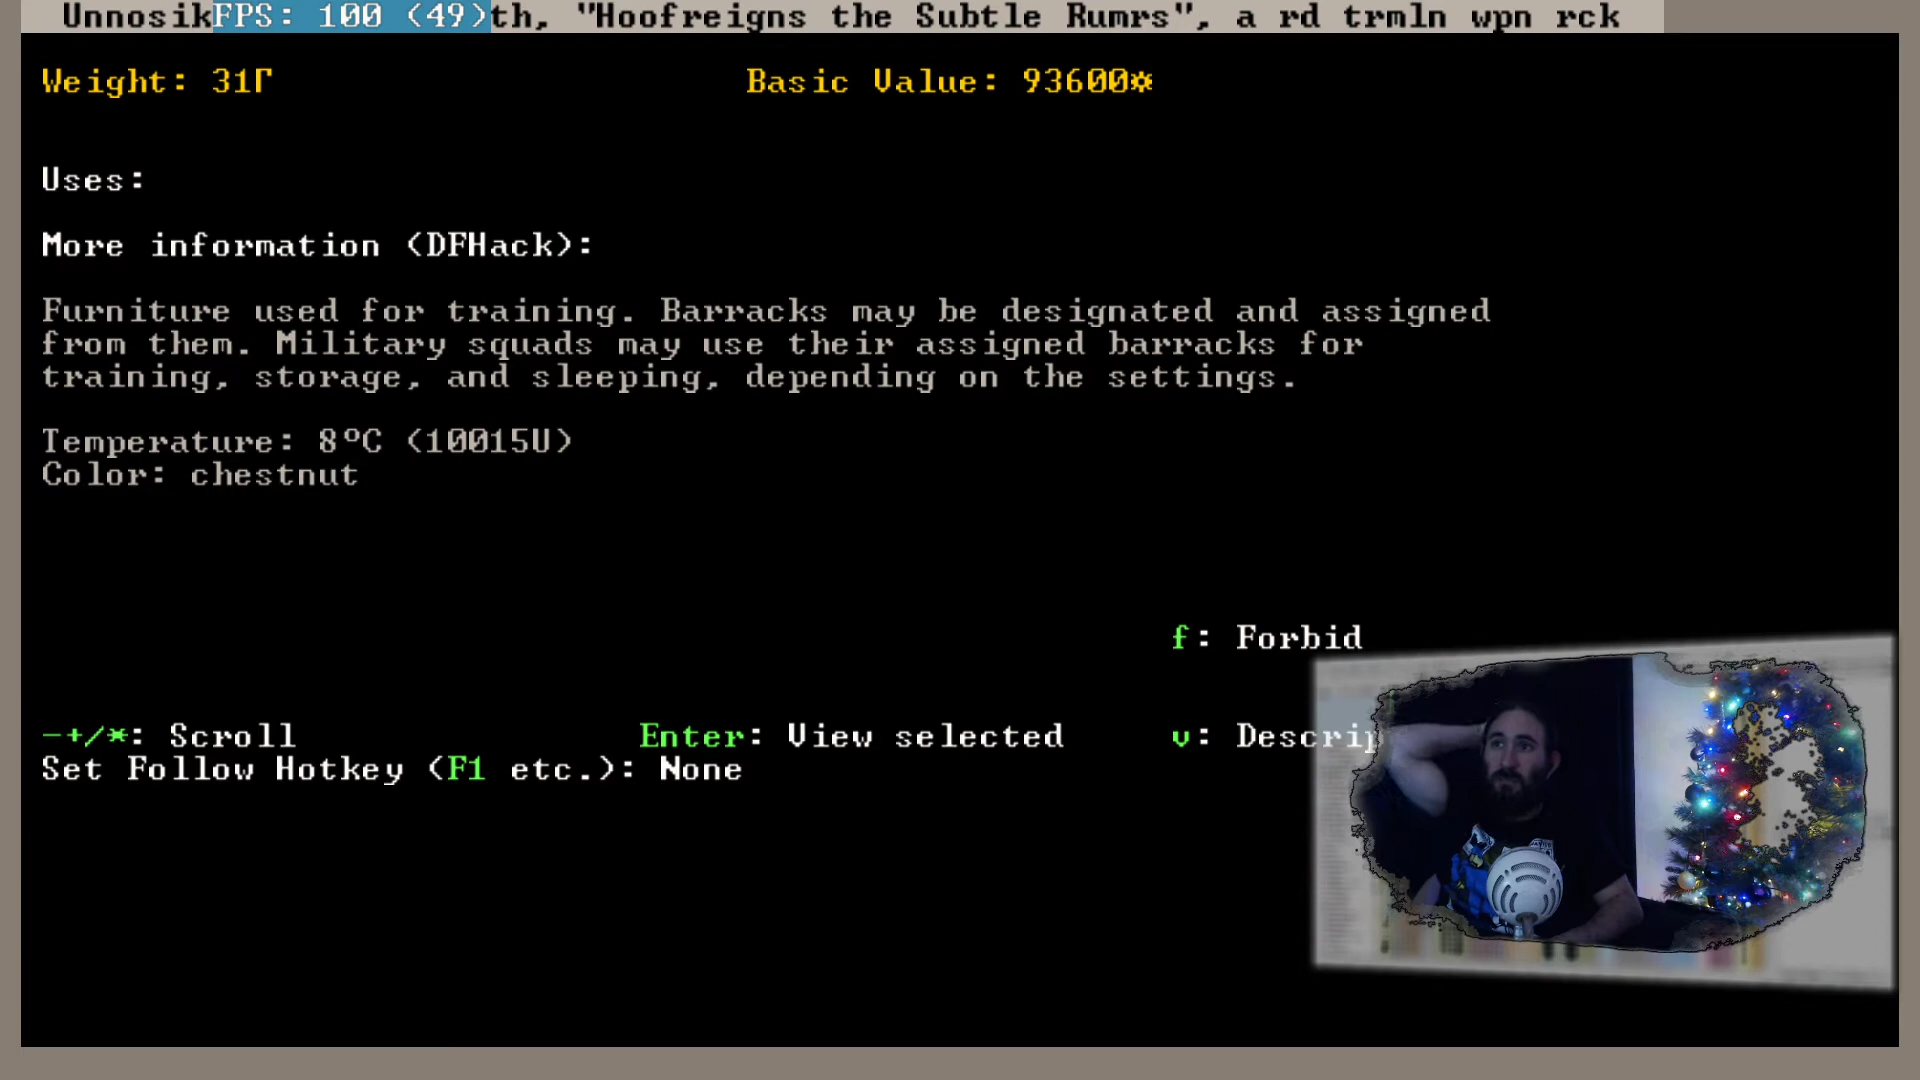 UnnosikFPS: 100 (49)th, "Hoofreigns the Subtle Rumrs", a rd trmln wpn rck
Weight: 31Γ Basic Value: 93600☼
Uses:
More information (DFHack):
Furniture used for training. Barracks may be designated and assigned
from them. Military squads may use their assigned barracks for
training, storage, and sleeping, depending on the settings.
Temperature: 8°C (10015U)
Color: chestnut
f: Forbid
-+/*: Scroll Enter: View selected v: Descrip
Set Follow Hotkey (F1 etc.): None